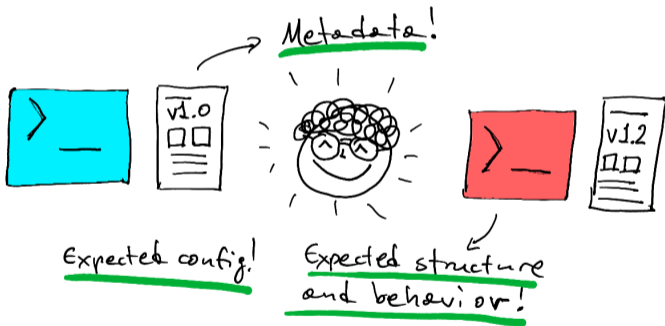 Metadata!
>_
v1.0
>_
v1.2
Expected config!
Expected structure
and behavior!